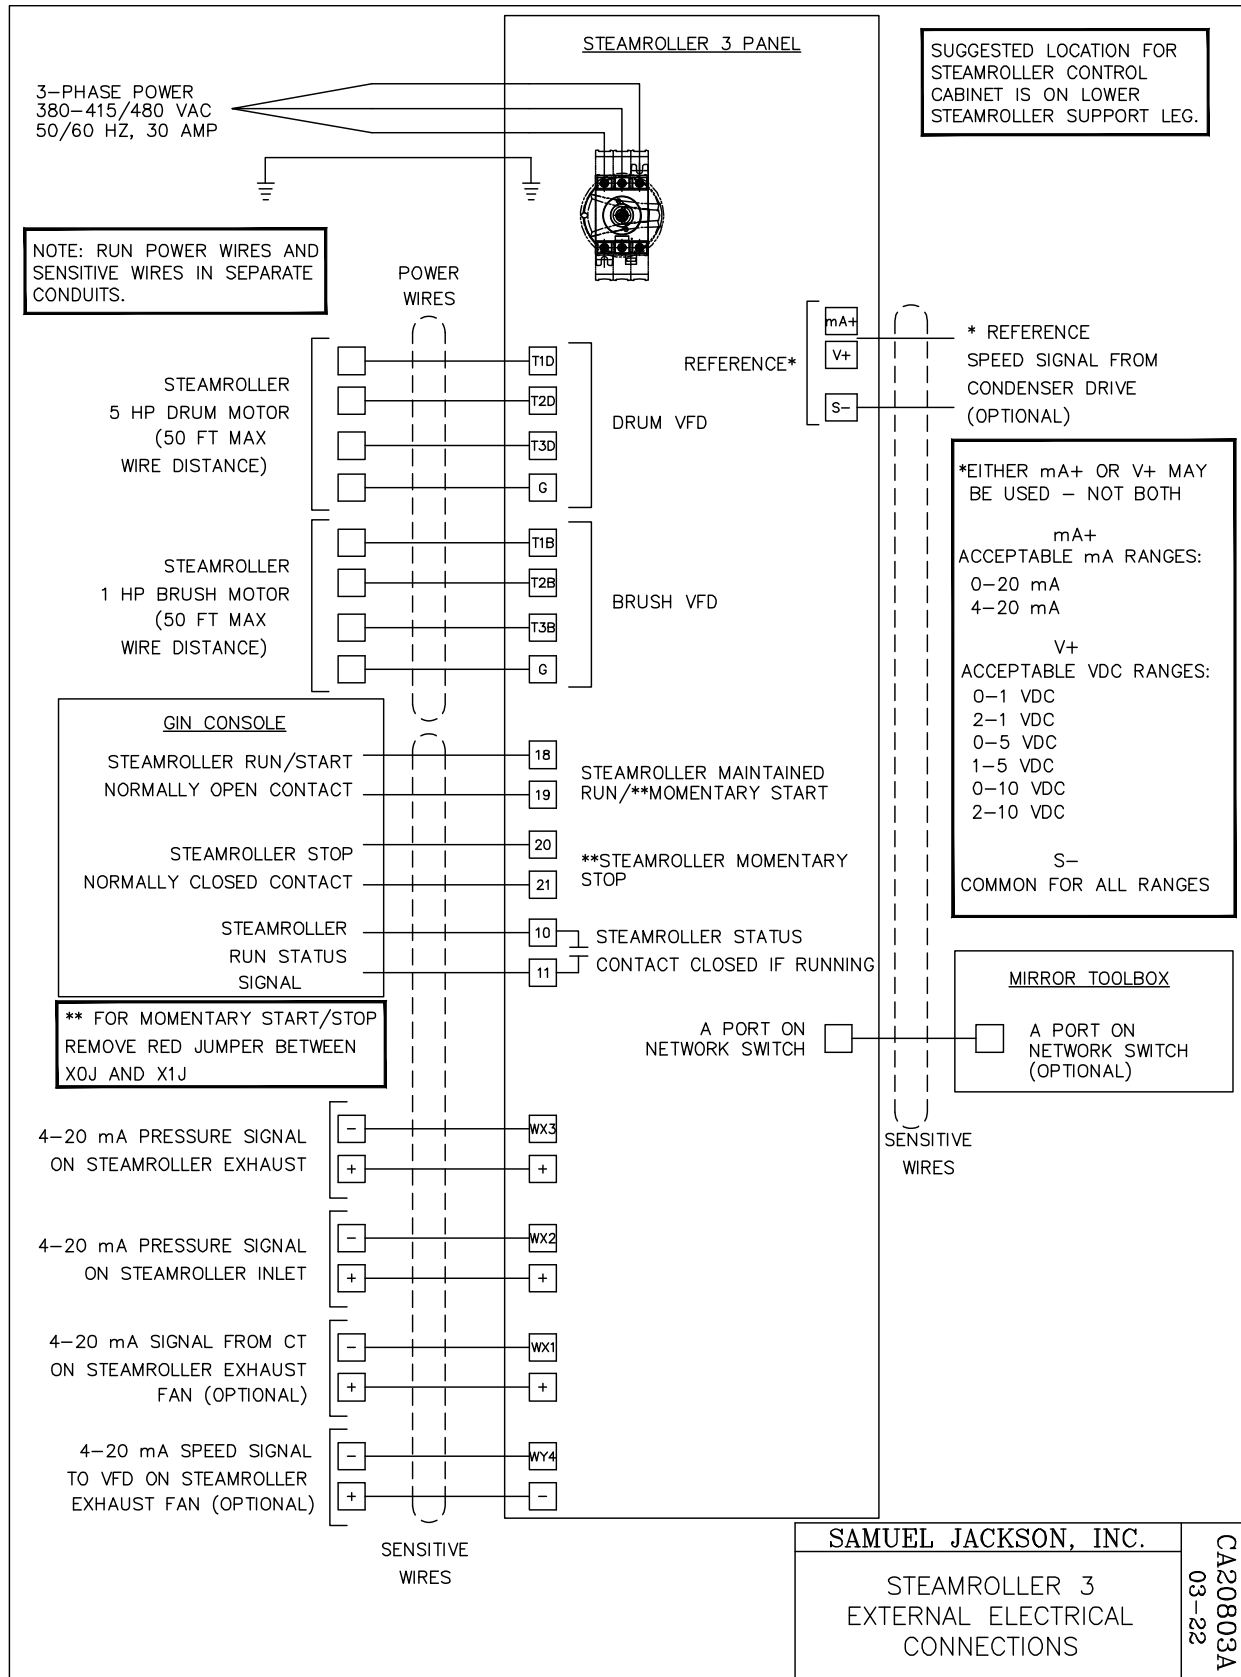 STEAMROLLER 3 PANEL
SUGGESTED LOCATION FOR
STEAMROLLER CONTROL
CABINET IS ON LOWER
STEAMROLLER SUPPORT LEG.
3-PHASE POWER
380-415/480 VAC
50/60 HZ, 30 AMP
NOTE: RUN POWER WIRES AND
SENSITIVE WIRES IN SEPARATE
CONDUITS.
POWER
WIRES
STEAMROLLER
5 HP DRUM MOTOR
(50 FT MAX
WIRE DISTANCE)
T1D
T2D
T3D
G
DRUM VFD
STEAMROLLER
1 HP BRUSH MOTOR
(50 FT MAX
WIRE DISTANCE)
T1B
T2B
T3B
G
BRUSH VFD
REFERENCE*
mA+
V+
S-
* REFERENCE
SPEED SIGNAL FROM
CONDENSER DRIVE
(OPTIONAL)
*EITHER mA+ OR V+ MAY
BE USED - NOT BOTH
mA+
ACCEPTABLE mA RANGES:
0-20 mA
4-20 mA
V+
ACCEPTABLE VDC RANGES:
0-1 VDC
2-1 VDC
0-5 VDC
1-5 VDC
0-10 VDC
2-10 VDC
S-
COMMON FOR ALL RANGES
GIN CONSOLE
STEAMROLLER RUN/START
NORMALLY OPEN CONTACT
18
19
STEAMROLLER MAINTAINED
RUN/**MOMENTARY START
STEAMROLLER STOP
NORMALLY CLOSED CONTACT
20
21
**STEAMROLLER MOMENTARY
STOP
STEAMROLLER
RUN STATUS
SIGNAL
10
11
STEAMROLLER STATUS
CONTACT CLOSED IF RUNNING
** FOR MOMENTARY START/STOP
REMOVE RED JUMPER BETWEEN
X0J AND X1J
A PORT ON
NETWORK SWITCH
MIRROR TOOLBOX
A PORT ON
NETWORK SWITCH
(OPTIONAL)
SENSITIVE
WIRES
4-20 mA PRESSURE SIGNAL
ON STEAMROLLER EXHAUST
-
+
WX3
+
4-20 mA PRESSURE SIGNAL
ON STEAMROLLER INLET
-
+
WX2
+
4-20 mA SIGNAL FROM CT
ON STEAMROLLER EXHAUST
FAN (OPTIONAL)
-
+
WX1
+
4-20 mA SPEED SIGNAL
TO VFD ON STEAMROLLER
EXHAUST FAN (OPTIONAL)
-
+
WY4
-
SENSITIVE
WIRES
SAMUEL JACKSON, INC.
STEAMROLLER 3
EXTERNAL ELECTRICAL
CONNECTIONS
CA20803A
03-22